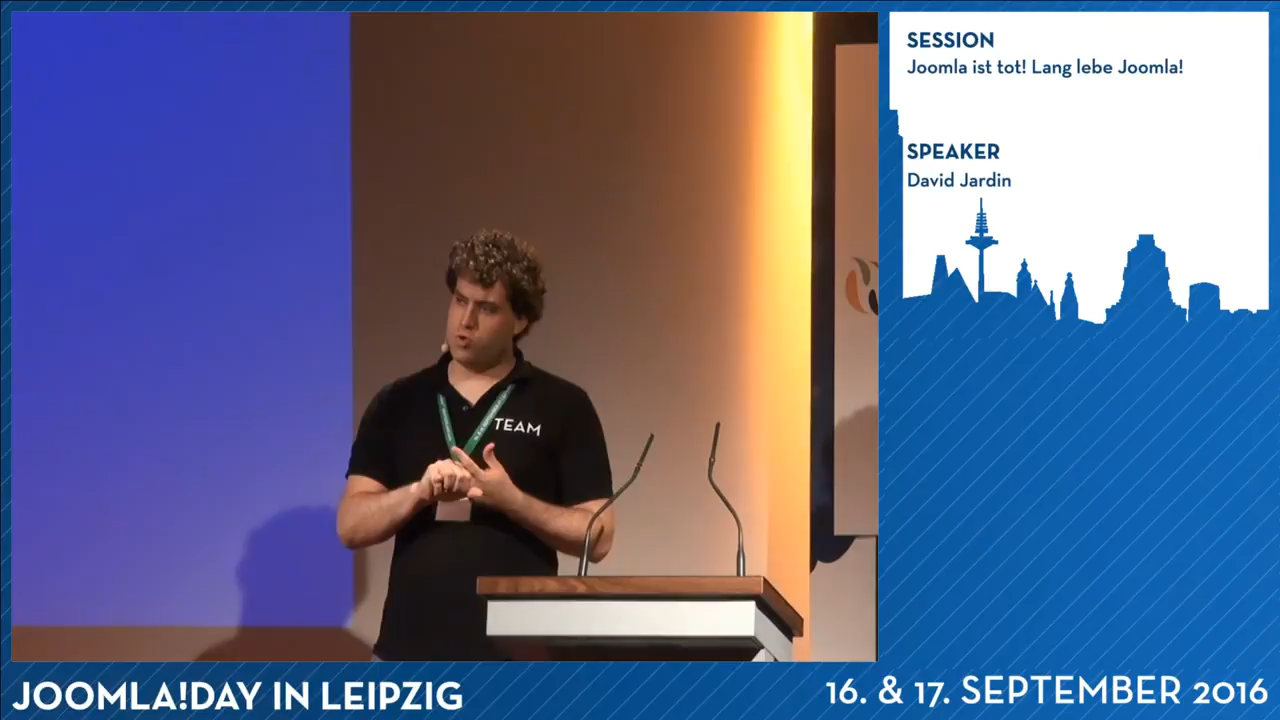 SESSION
Joomla ist tot! Lang lebe Joomla!
SPEAKER
David Jardin
TEAM
JOOMLA!DAY IN LEIPZIG
16. & 17. SEPTEMBER 2016